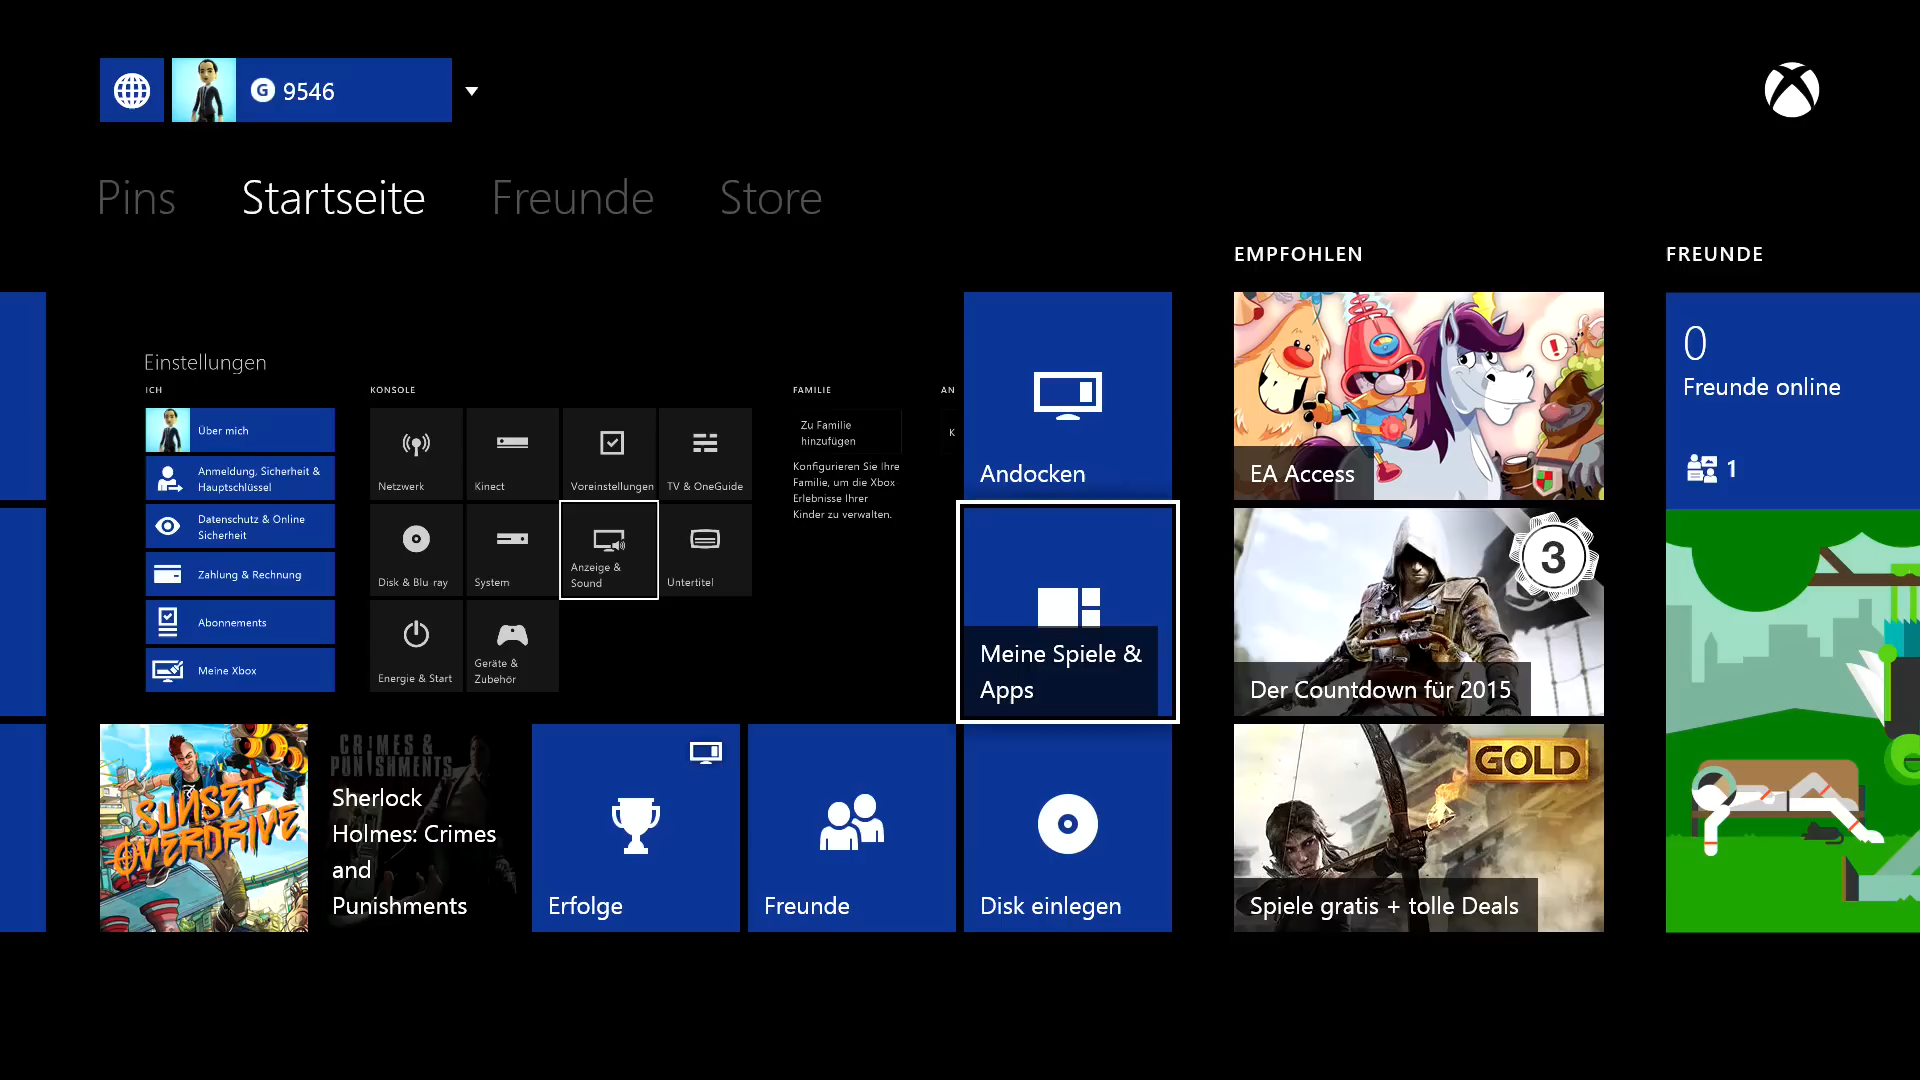 G 9546
Pins Startseite Freunde Store
EMPFOHLEN
FREUNDE
Einstellungen
ICH
Über mich
Anmeldung, Sicherheit &
Hauptschlüssel
Datenschutz & Online
Sicherheit
Zahlung & Rechnung
Abonnements
Meine Xbox
KONSOLE
Netzwerk
Kinect
Voreinstellungen
TV & OneGuide
Disk & Blu-ray
System
Anzeige &
Sound
Untertitel
Energie & Start
Geräte &
Zubehör
FAMILIE
Zu Familie
hinzufügen
Konfigurieren Sie Ihre
Familie, um die Xbox
Erlebnisse Ihrer
Kinder zu verwalten.
AN
K
Andocken
Meine Spiele &
Apps
SUNSET
OVERDRIVE
CRIMES &
PUNISHMENTS
Sherlock
Holmes: Crimes
and
Punishments
Erfolge
Freunde
Disk einlegen
EA Access
3
Der Countdown für 2015
GOLD
Spiele gratis + tolle Deals
0
Freunde online
1